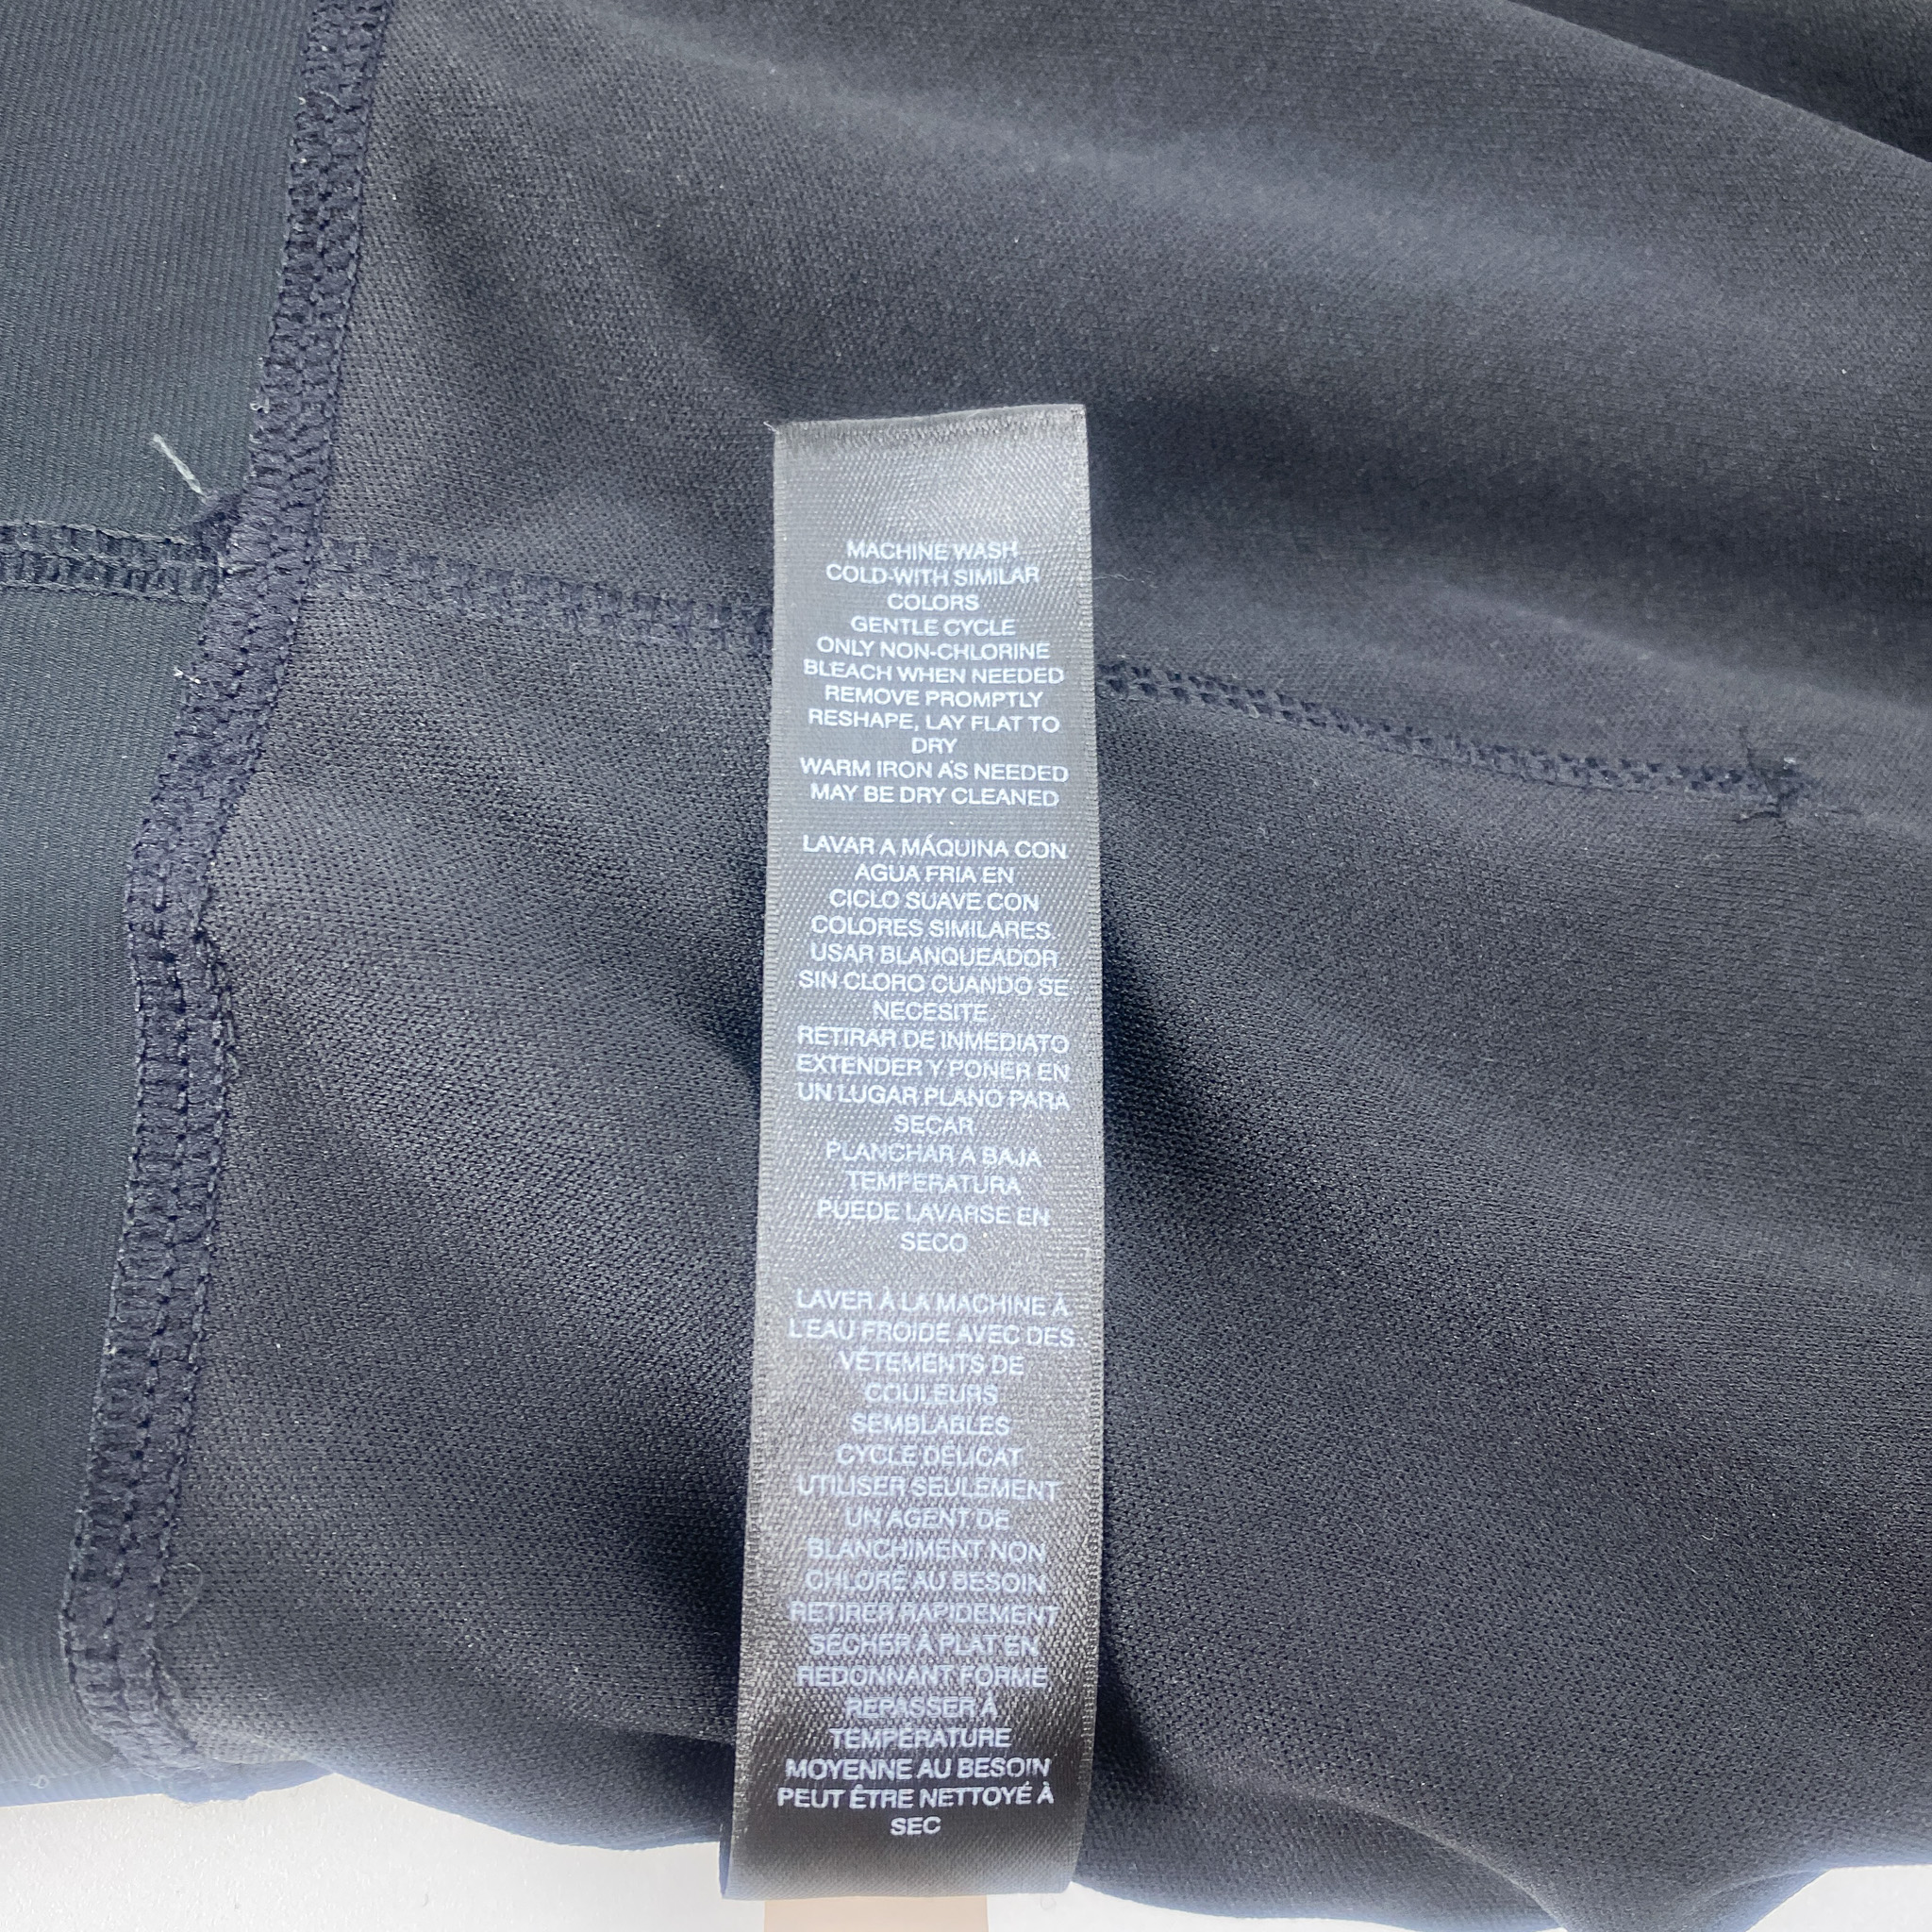 MACHINE WASH
COLD-WITH SIMILAR
COLORS
GENTLE CYCLE
ONLY NON-CHLORINE
BLEACH WHEN NEEDED
REMOVE PROMPTLY
RESHAPE, LAY FLAT TO
DRY
WARM IRON AS NEEDED
MAY BE DRY CLEANED
LAVAR A MÁQUINA CON
AGUA FRIA EN
CICLO SUAVE CON
COLORES SIMILARES.
USAR BLANQUEADOR
SIN CLORO CUANDO SE
NECESITE
RETIRAR DE INMEDIATO
EXTENDER Y PONER EN
UN LUGAR PLANO PARA
SECAR
PLANCHAR A BAJA
TEMPERATURA
PUEDE LAVARSE EN
SECO
LAVER À LA MACHINE À
L'EAU FROIDE AVEC DES
VÊTEMENTS DE
COULEURS
SEMBLABLES
CYCLE DÉLICAT
UTILISER SEULEMENT
UN AGENT DE
BLANCHIMENT NON
CHLORÉ AU BESOIN
RETIRER RAPIDEMENT
SÉCHER À PLAT EN
REDONNANT FORME
REPASSER À
TEMPÉRATURE
MOYENNE AU BESOIN
PEUT ÊTRE NETTOYÉ À
SEC